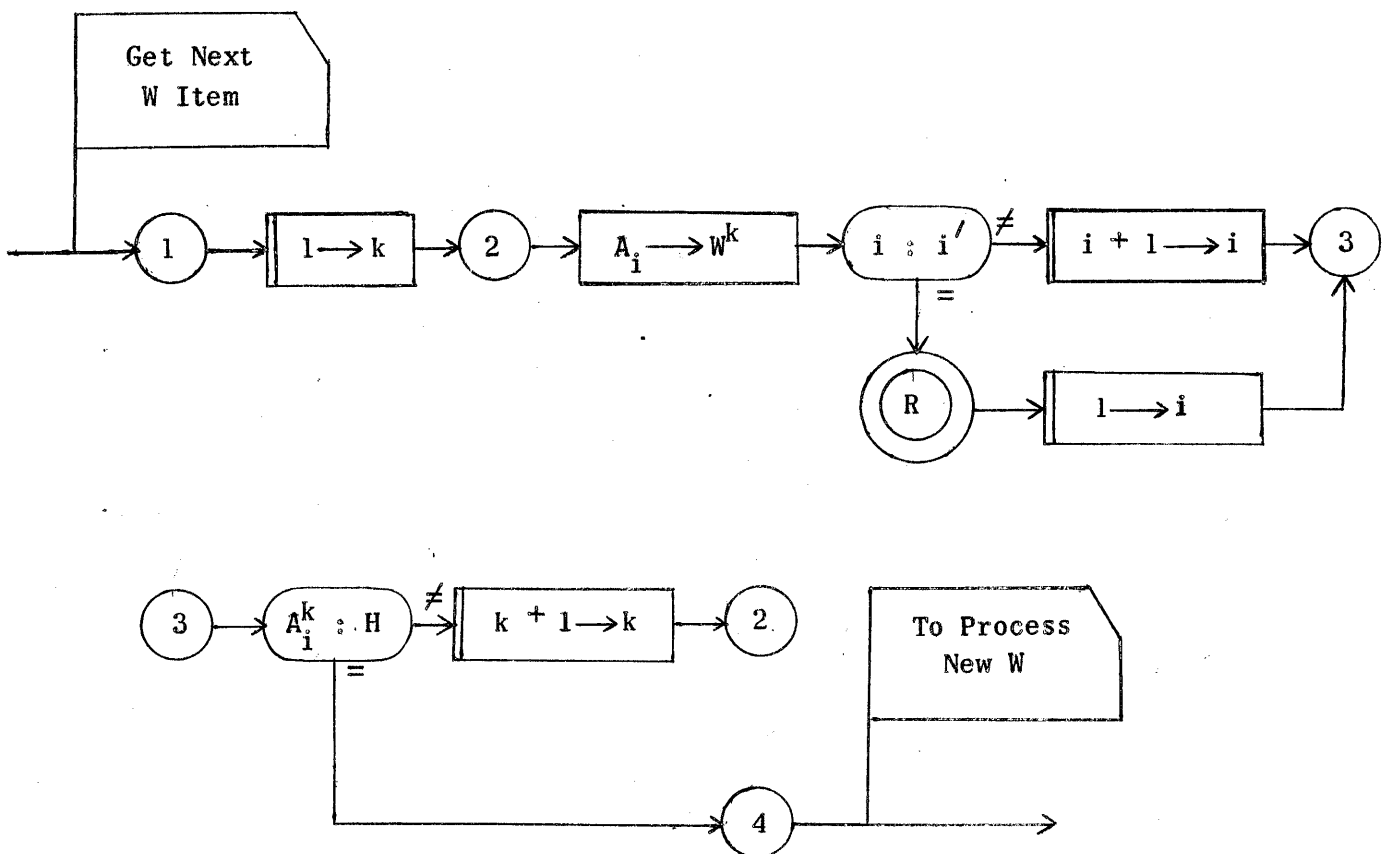 Get Next
W Item
1
1 → k
2
A_i → W^k
i : i′
≠
i + 1 → i
3
=
R
1 → i
3
A_i^k : H
≠
k + 1 → k
2
=
To Process
New W
4